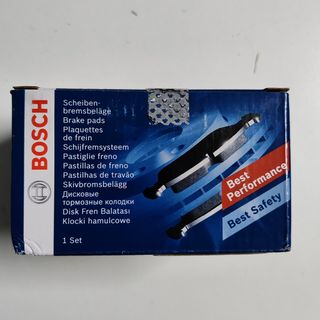 BOSCH
Scheiben-
bremsbeläge
Brake pads
Plaquettes
de frein
Schijfremsysteem
Pastiglie freno
Pastillas de freno
Pastilhas de travão
Skivbromsbelägg
Дисковые
тормозные колодки
Disk Fren Balatası
Klocki hamulcowe
1 Set
Best
Performance
Best Safety